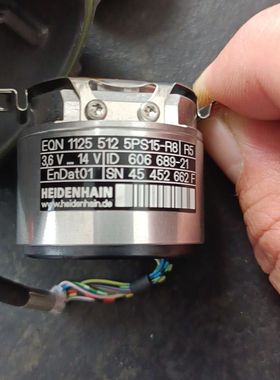 EQN 1125 512 5PS15-R8 R5
3,6 V ... 14 V ID 606 689-21
EnDat01 SN 45 452 662 F
HEIDENHAIN
www.heidenhain.de